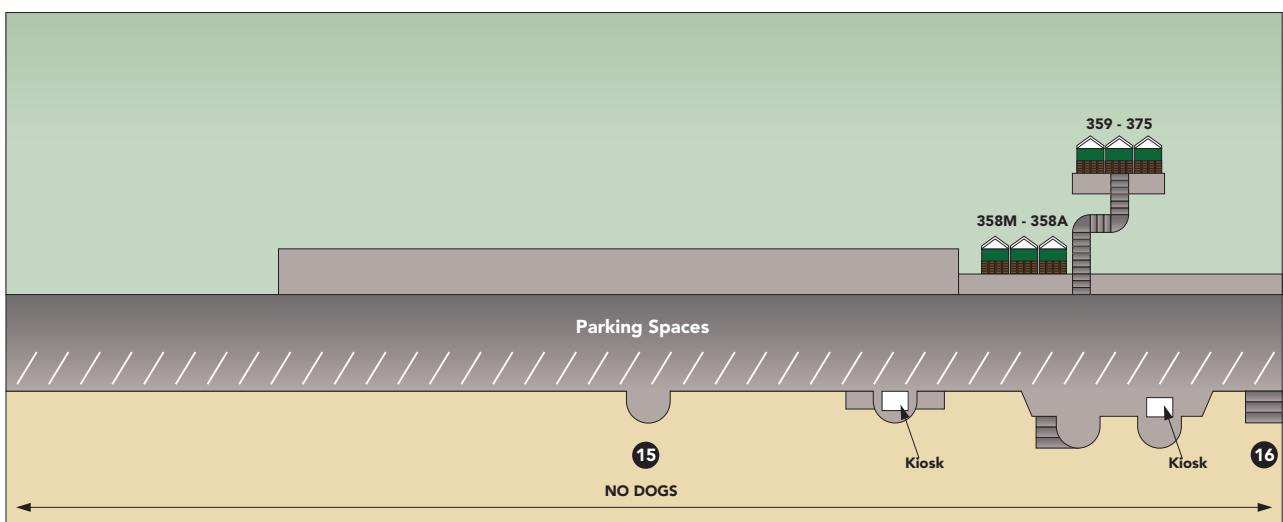 359 - 375
358M - 358A
Parking Spaces
15
Kiosk
Kiosk
16
NO DOGS